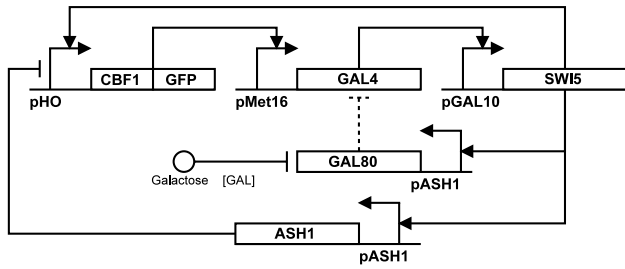 CBF1 GFP GAL4 SWI5
pHO pMet16 pGAL10
GAL80
Galactose [GAL] pASH1
ASH1
pASH1